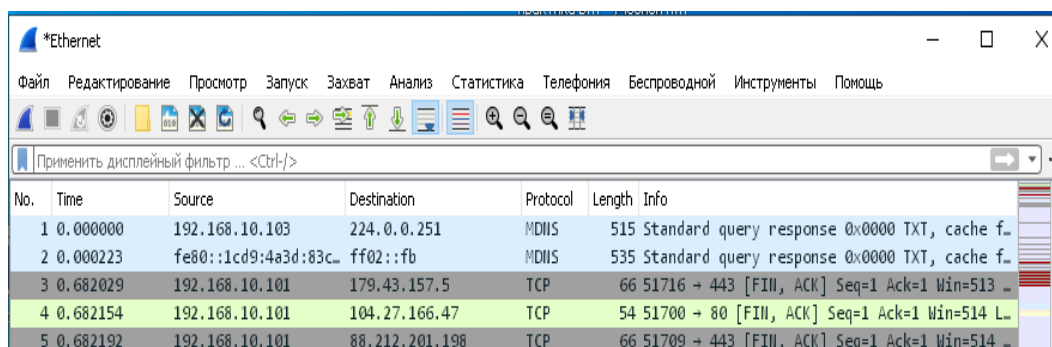 *Ethernet
Файл Редактирование Просмотр Запуск Захват Анализ Статистика Телефония Беспроводной Инструменты Помощь
Применить дисплейный фильтр ... <Ctrl-/>
No. Time Source Destination Protocol Length Info
1 0.000000 192.168.10.103 224.0.0.251 MDNS 515 Standard query response 0x0000 TXT, cache f…
2 0.000223 fe80::1cd9:4a3d:83c… ff02::fb MDNS 535 Standard query response 0x0000 TXT, cache f…
3 0.682029 192.168.10.101 179.43.157.5 TCP 66 51716 → 443 [FIN, ACK] Seq=1 Ack=1 Win=513 …
4 0.682154 192.168.10.101 104.27.166.47 TCP 54 51700 → 80 [FIN, ACK] Seq=1 Ack=1 Win=514 L…
5 0.682192 192.168.10.101 88.212.201.198 TCP 66 51709 → 443 [FIN, ACK] Seq=1 Ack=1 Win=514 …